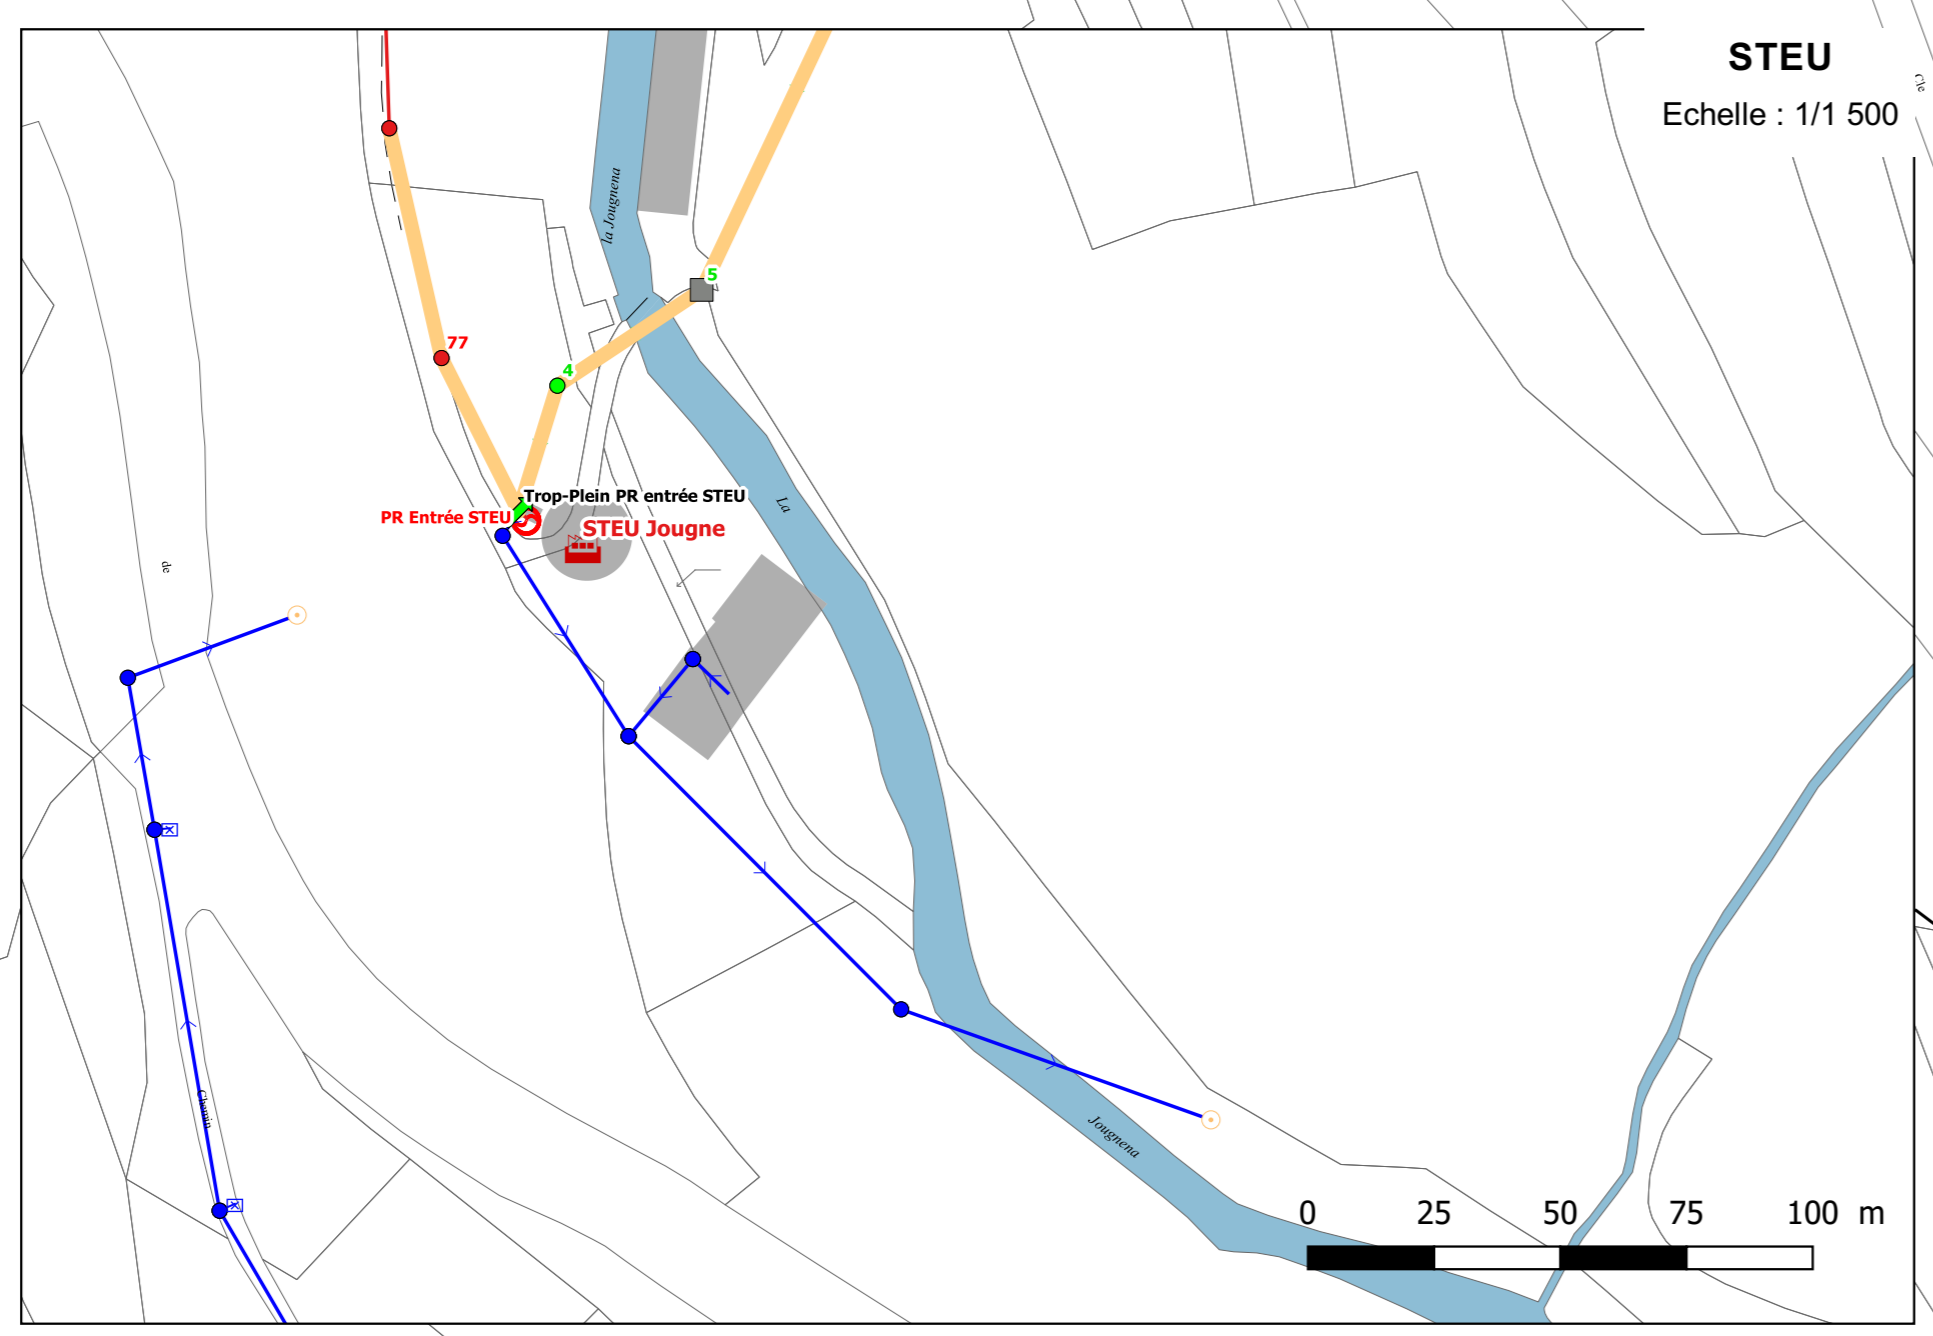 STEU
Echelle : 1/1 500
Cle
la Jougnena
5
77
4
Trop-Plein PR entrée STEU
PR Entrée STEU
STEU Jougne
La
de
Chemin
Jougnena
0 25 50 75 100 m